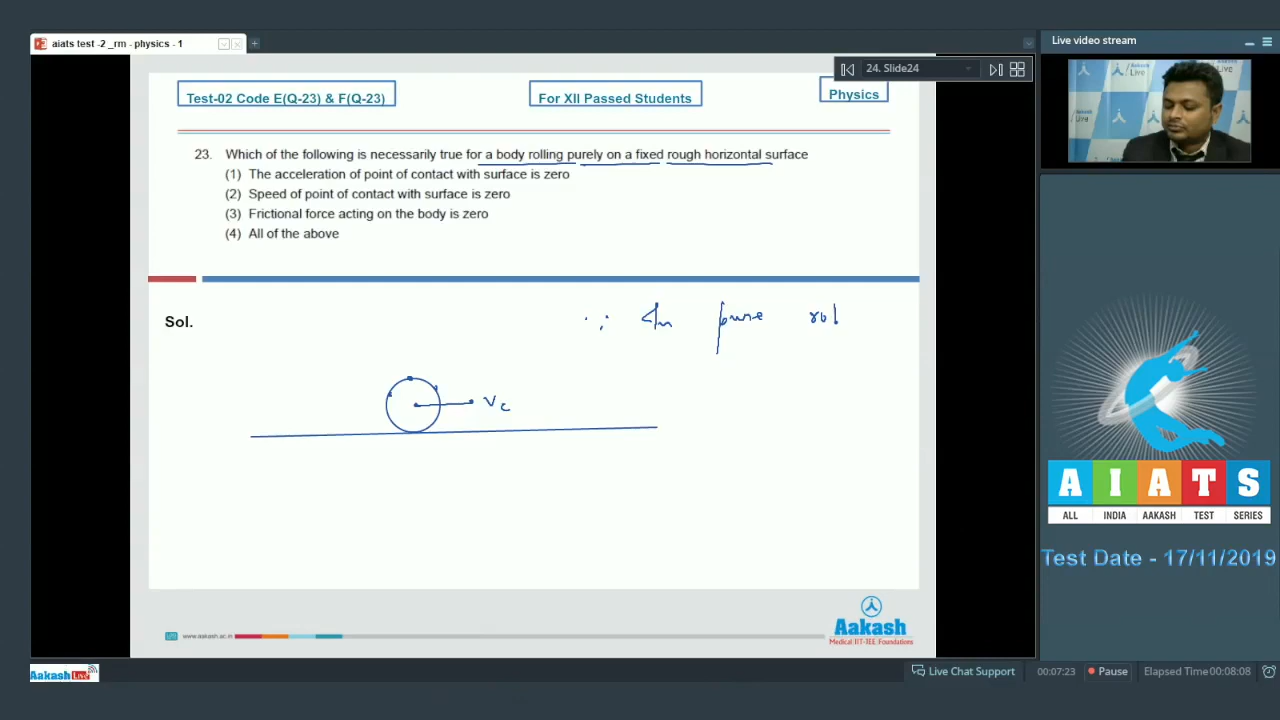 aiats test -2 _rm - physics - 1
Live video stream
24. Slide24
Test-02 Code E(Q-23) & F(Q-23)
For XII Passed Students
Physics
23. Which of the following is necessarily true for a body rolling purely on a fixed rough horizontal surface
(1) The acceleration of point of contact with surface is zero
(2) Speed of point of contact with surface is zero
(3) Frictional force acting on the body is zero
(4) All of the above
Sol.
∵ In pure rol
Vc
A I A T S
ALL INDIA AAKASH TEST SERIES
Test Date - 17/11/2019
www.aakash.ac.in
Aakash
Medical|IIT-JEE|Foundations
Aakash Live
Live Chat Support
00:07:23
Pause
Elapsed Time 00:08:08